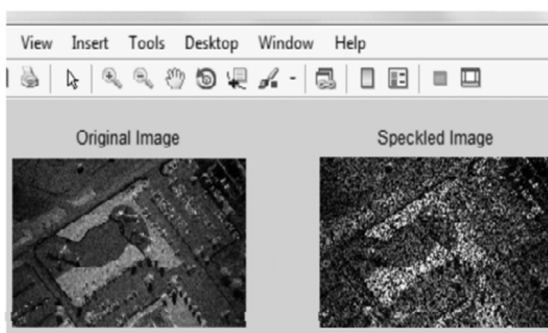 View Insert Tools Desktop Window Help
Original Image Speckled Image